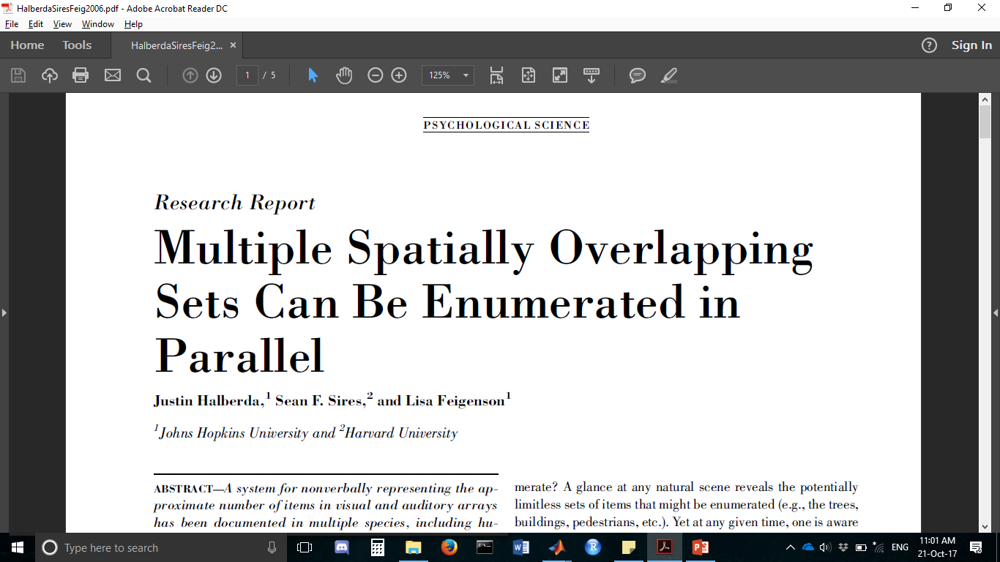 HalberdaSiresFeig2006.pdf - Adobe Acrobat Reader DC
File Edit View Window Help
Home Tools HalberdaSiresFeig2... × ? Sign In
1 / 5 125%
PSYCHOLOGICAL SCIENCE
Research Report
Multiple Spatially Overlapping
Sets Can Be Enumerated in
Parallel
Justin Halberda,1 Sean F. Sires,2 and Lisa Feigenson1
1Johns Hopkins University and 2Harvard University
ABSTRACT—A system for nonverbally representing the ap-
proximate number of items in visual and auditory arrays
has been documented in multiple species, including hu-
merate? A glance at any natural scene reveals the potentially
limitless sets of items that might be enumerated (e.g., the trees,
buildings, pedestrians, etc.). Yet at any given time, one is aware
Type here to search
ENG
11:01 AM
21-Oct-17